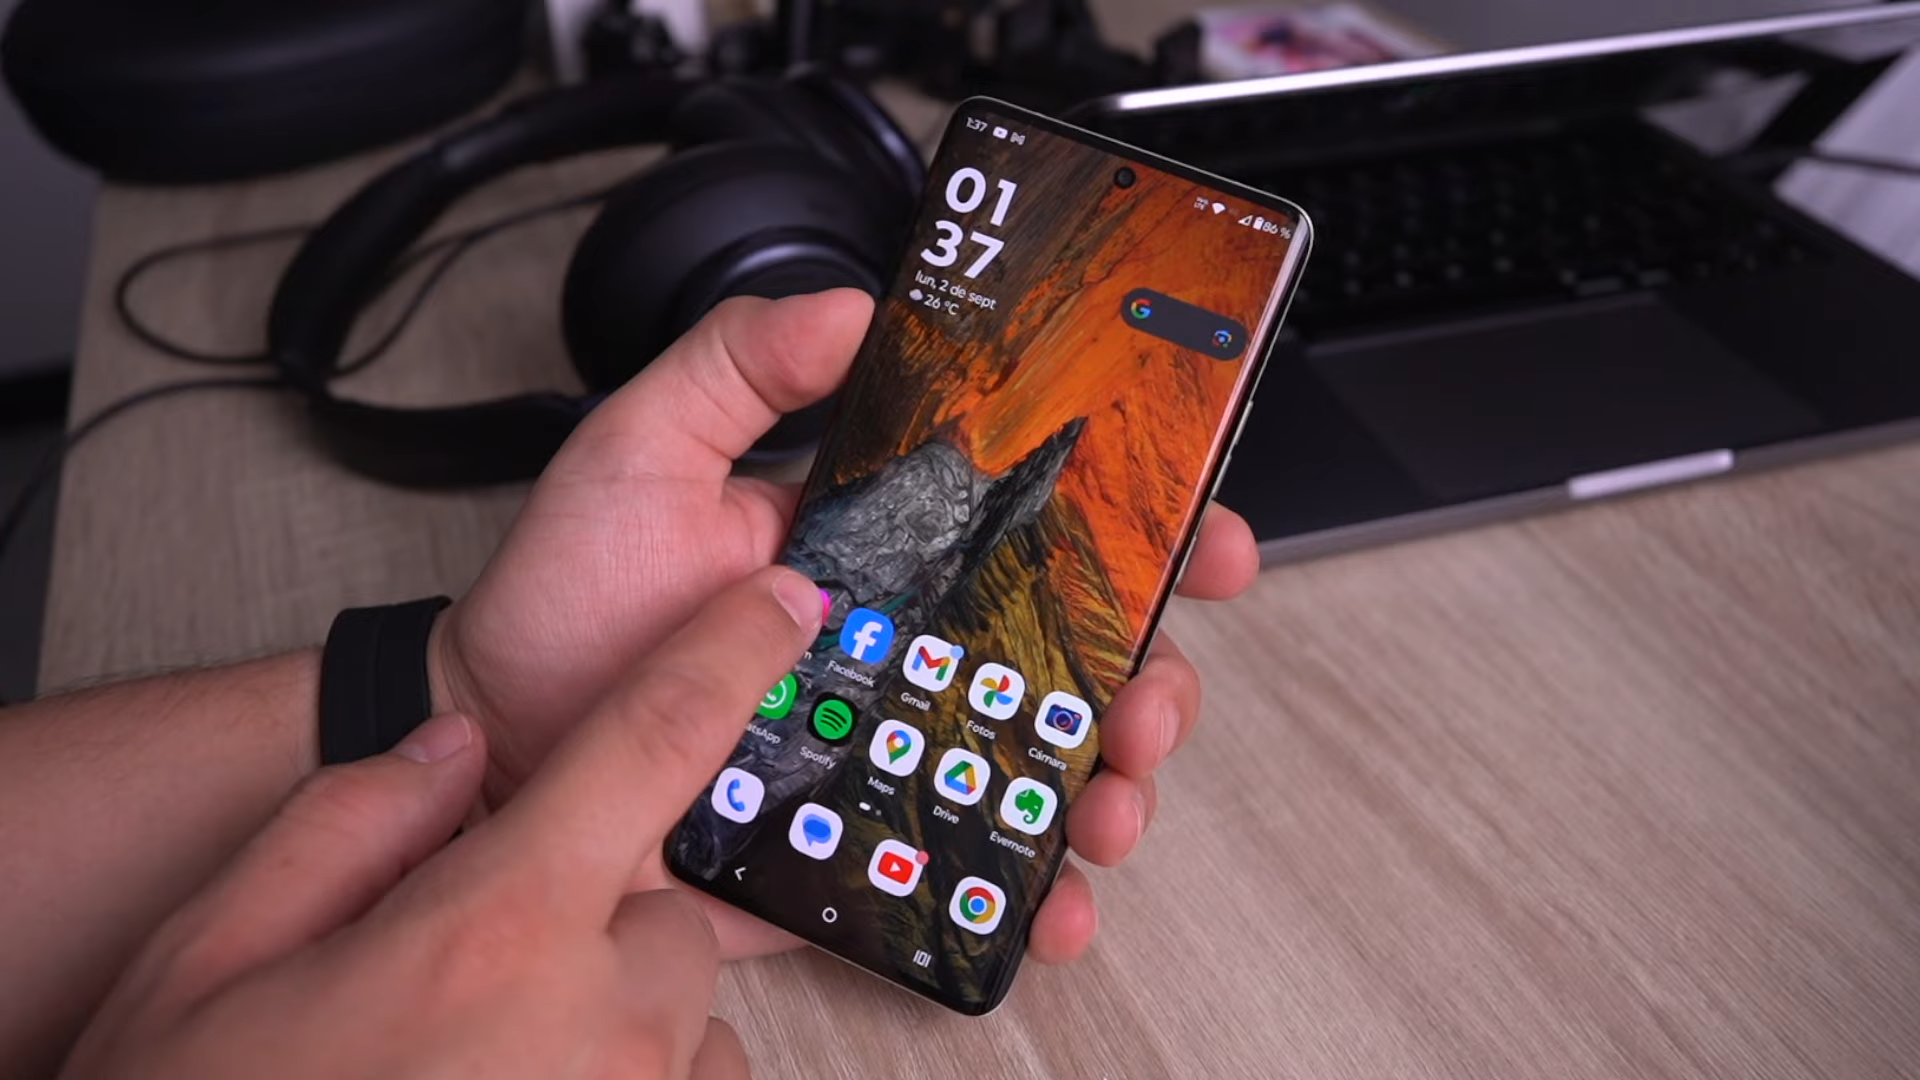 1:37
86 %
01
37
lun, 2 de sept
26 °C
Facebook
Gmail
Fotos
Cámara
Spotify
Maps
Drive
Evernote